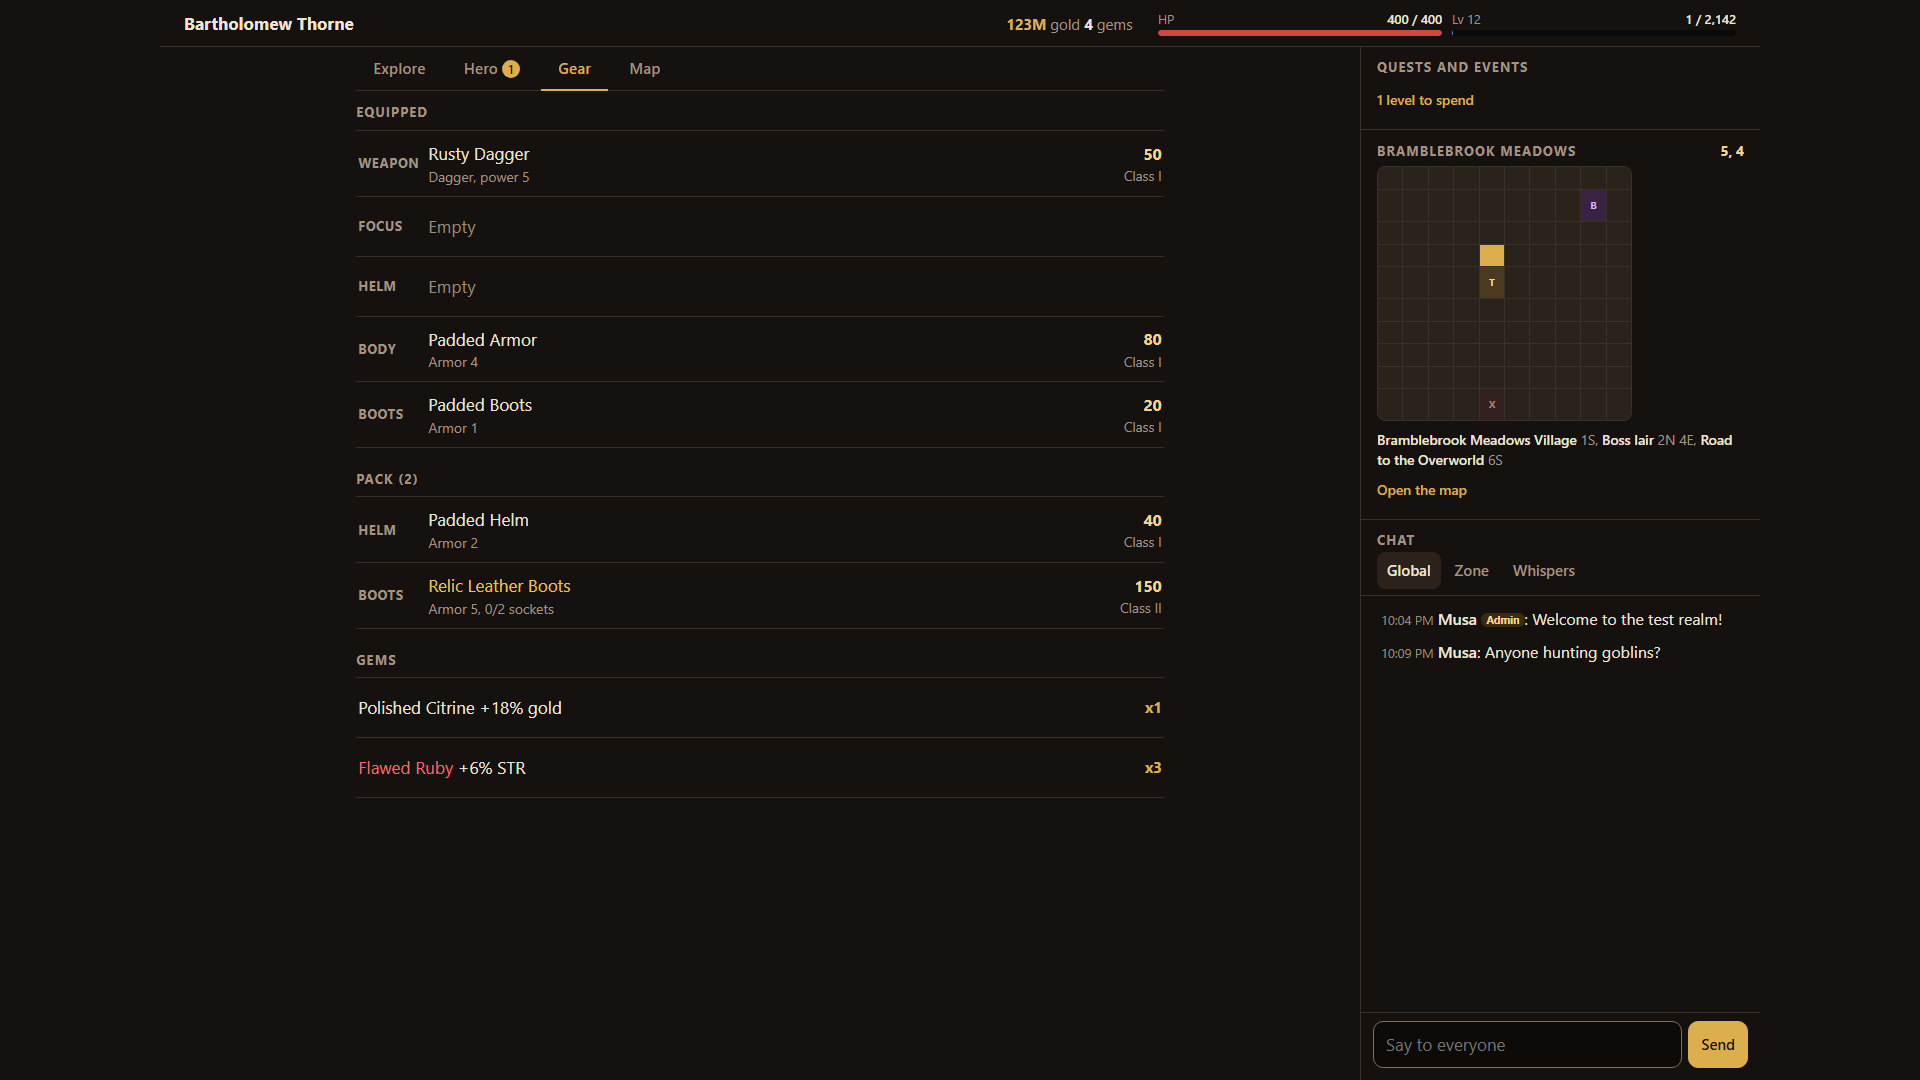 Bartholomew Thorne
123M gold 4 gems
HP 400 / 400
Lv 12 1 / 2,142
Explore Hero 1 Gear Map
EQUIPPED
WEAPON Rusty Dagger 50
Dagger, power 5 Class I
FOCUS Empty
HELM Empty
BODY Padded Armor 80
Armor 4 Class I
BOOTS Padded Boots 20
Armor 1 Class I
PACK (2)
HELM Padded Helm 40
Armor 2 Class I
BOOTS Relic Leather Boots 150
Armor 5, 0/2 sockets Class II
GEMS
Polished Citrine +18% gold x1
Flawed Ruby +6% STR x3
QUESTS AND EVENTS
1 level to spend
BRAMBLEBROOK MEADOWS 5, 4
B
T
X
Bramblebrook Meadows Village 1S, Boss lair 2N 4E, Road
to the Overworld 6S
Open the map
CHAT
Global Zone Whispers
10:04 PM Musa Admin: Welcome to the test realm!
10:09 PM Musa: Anyone hunting goblins?
Say to everyone Send